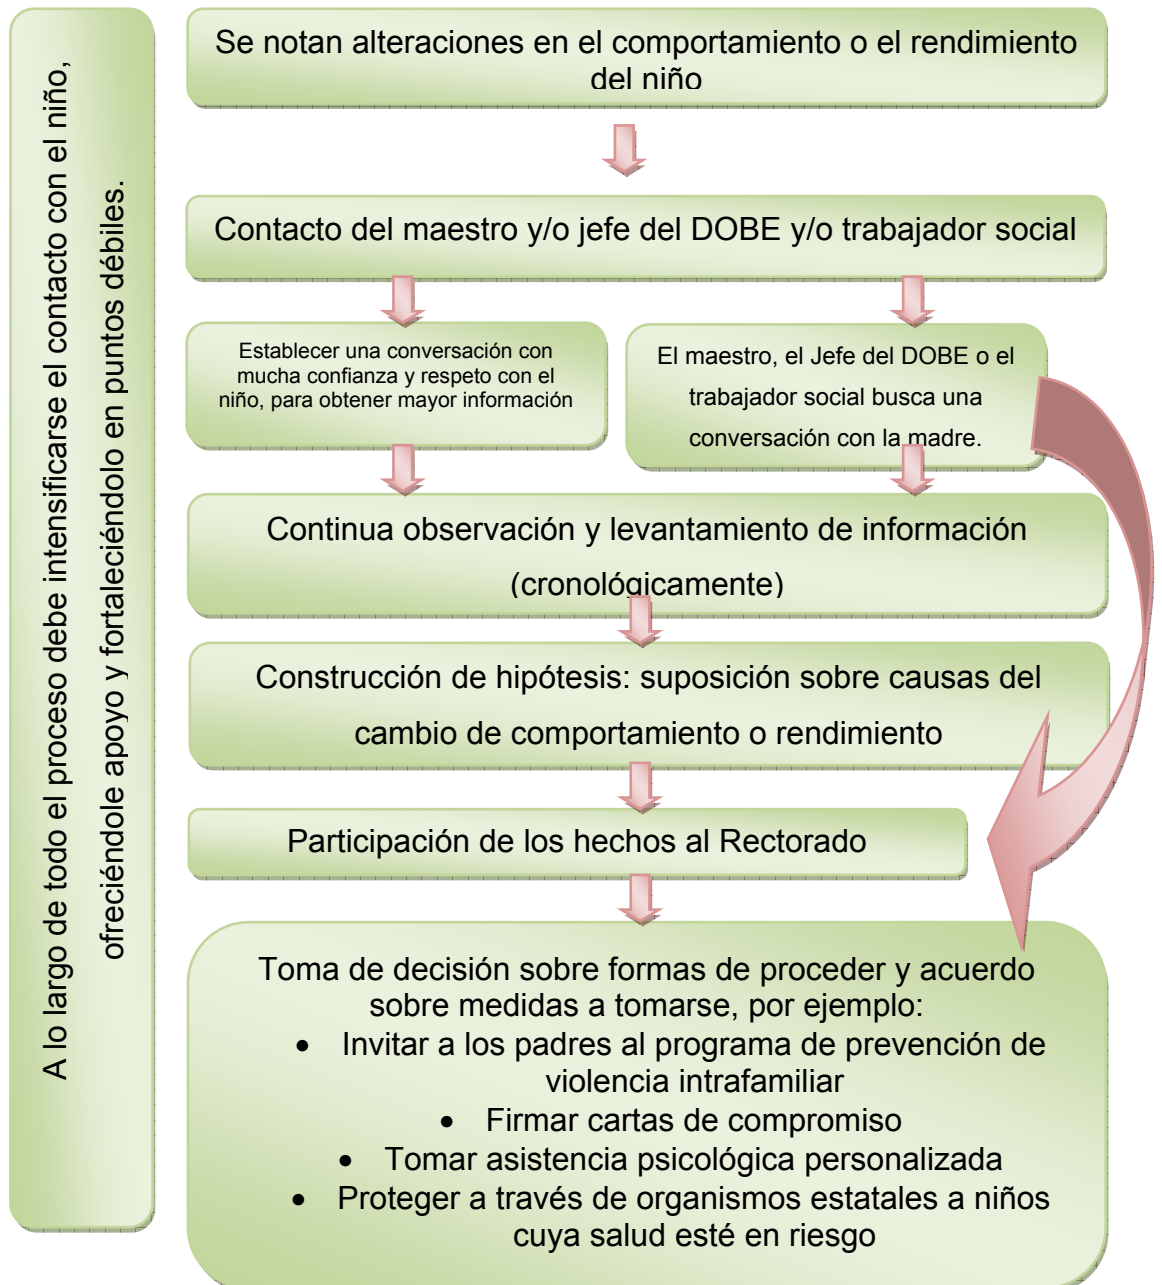 A lo largo de todo el proceso debe intensificarse el contacto con el niño,
ofreciéndole apoyo y fortaleciéndolo en puntos débiles.
Se notan alteraciones en el comportamiento o el rendimiento
del niño
Contacto del maestro y/o jefe del DOBE y/o trabajador social
Establecer una conversación con
mucha confianza y respeto con el
niño, para obtener mayor información
El maestro, el Jefe del DOBE o el
trabajador social busca una
conversación con la madre.
Continua observación y levantamiento de información
(cronológicamente)
Construcción de hipótesis: suposición sobre causas del
cambio de comportamiento o rendimiento
Participación de los hechos al Rectorado
Toma de decisión sobre formas de proceder y acuerdo
sobre medidas a tomarse, por ejemplo:
• Invitar a los padres al programa de prevención de
violencia intrafamiliar
• Firmar cartas de compromiso
• Tomar asistencia psicológica personalizada
• Proteger a través de organismos estatales a niños
cuya salud esté en riesgo